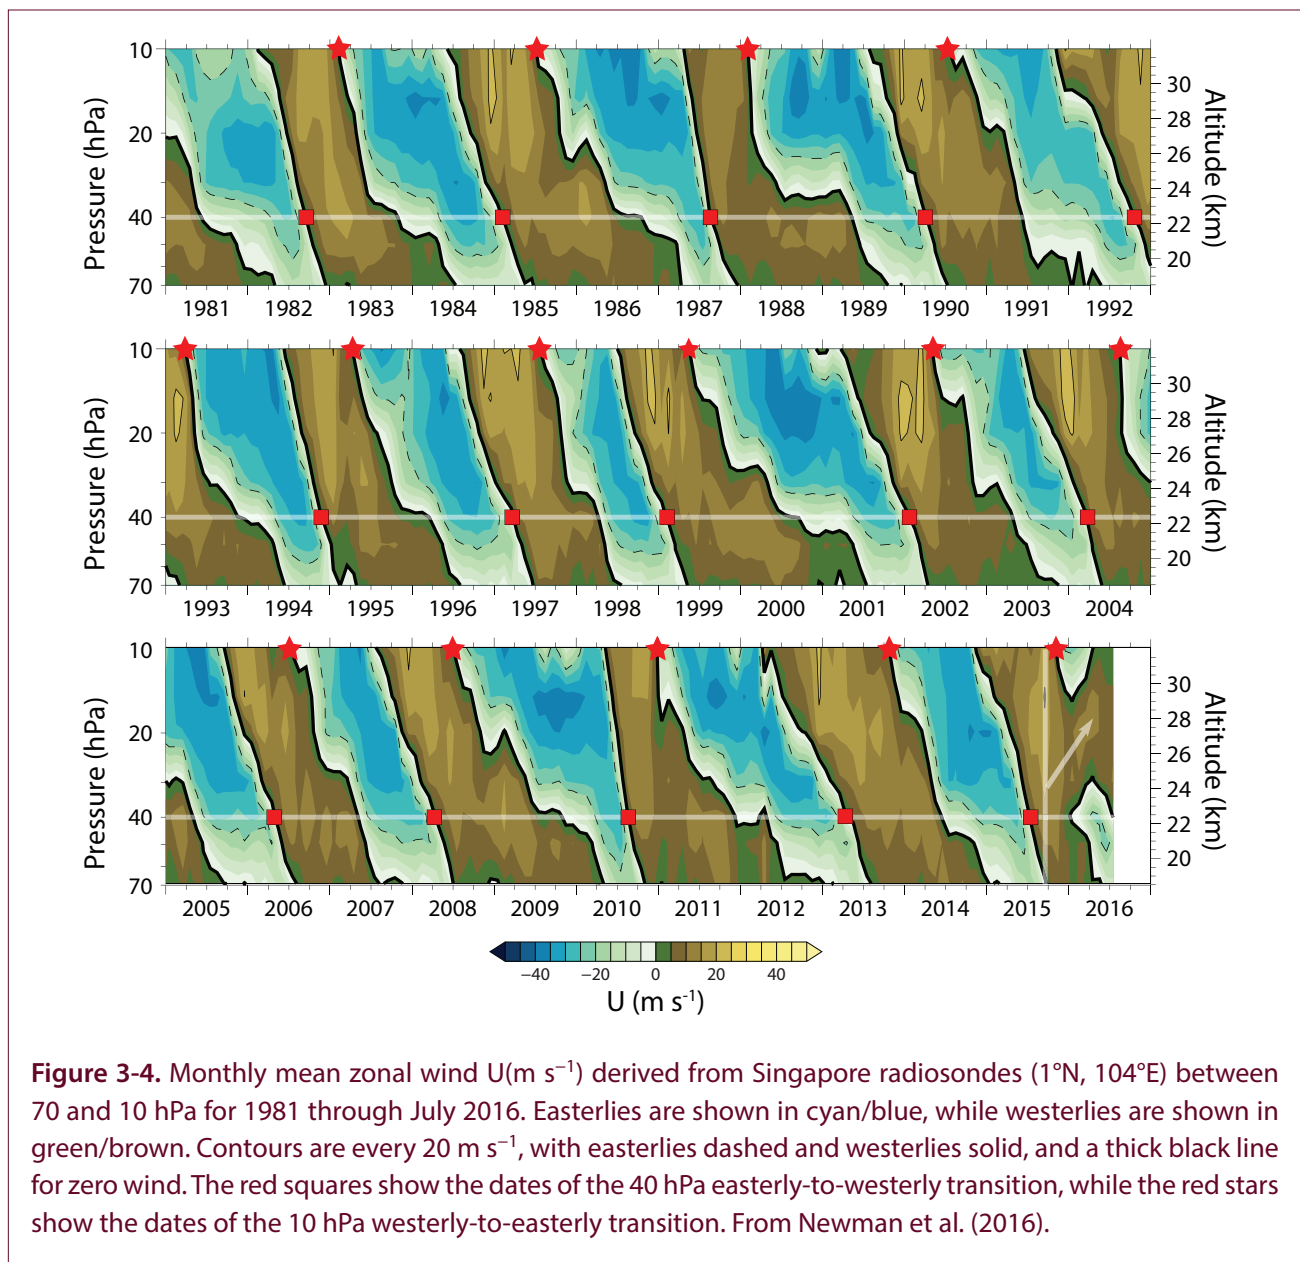 10
20
40
70
Pressure (hPa)
30
28
26
24
22
20
Altitude (km)
1981 1982 1983 1984 1985 1986 1987 1988 1989 1990 1991 1992
10
20
40
70
Pressure (hPa)
30
28
26
24
22
20
Altitude (km)
1993 1994 1995 1996 1997 1998 1999 2000 2001 2002 2003 2004
10
20
40
70
Pressure (hPa)
30
28
26
24
22
20
Altitude (km)
2005 2006 2007 2008 2009 2010 2011 2012 2013 2014 2015 2016
−40 −20 0 20 40
U (m s⁻¹)
Figure 3-4. Monthly mean zonal wind U(m s⁻¹) derived from Singapore radiosondes (1°N, 104°E) between
70 and 10 hPa for 1981 through July 2016. Easterlies are shown in cyan/blue, while westerlies are shown in
green/brown. Contours are every 20 m s⁻¹, with easterlies dashed and westerlies solid, and a thick black line
for zero wind. The red squares show the dates of the 40 hPa easterly-to-westerly transition, while the red stars
show the dates of the 10 hPa westerly-to-easterly transition. From Newman et al. (2016).